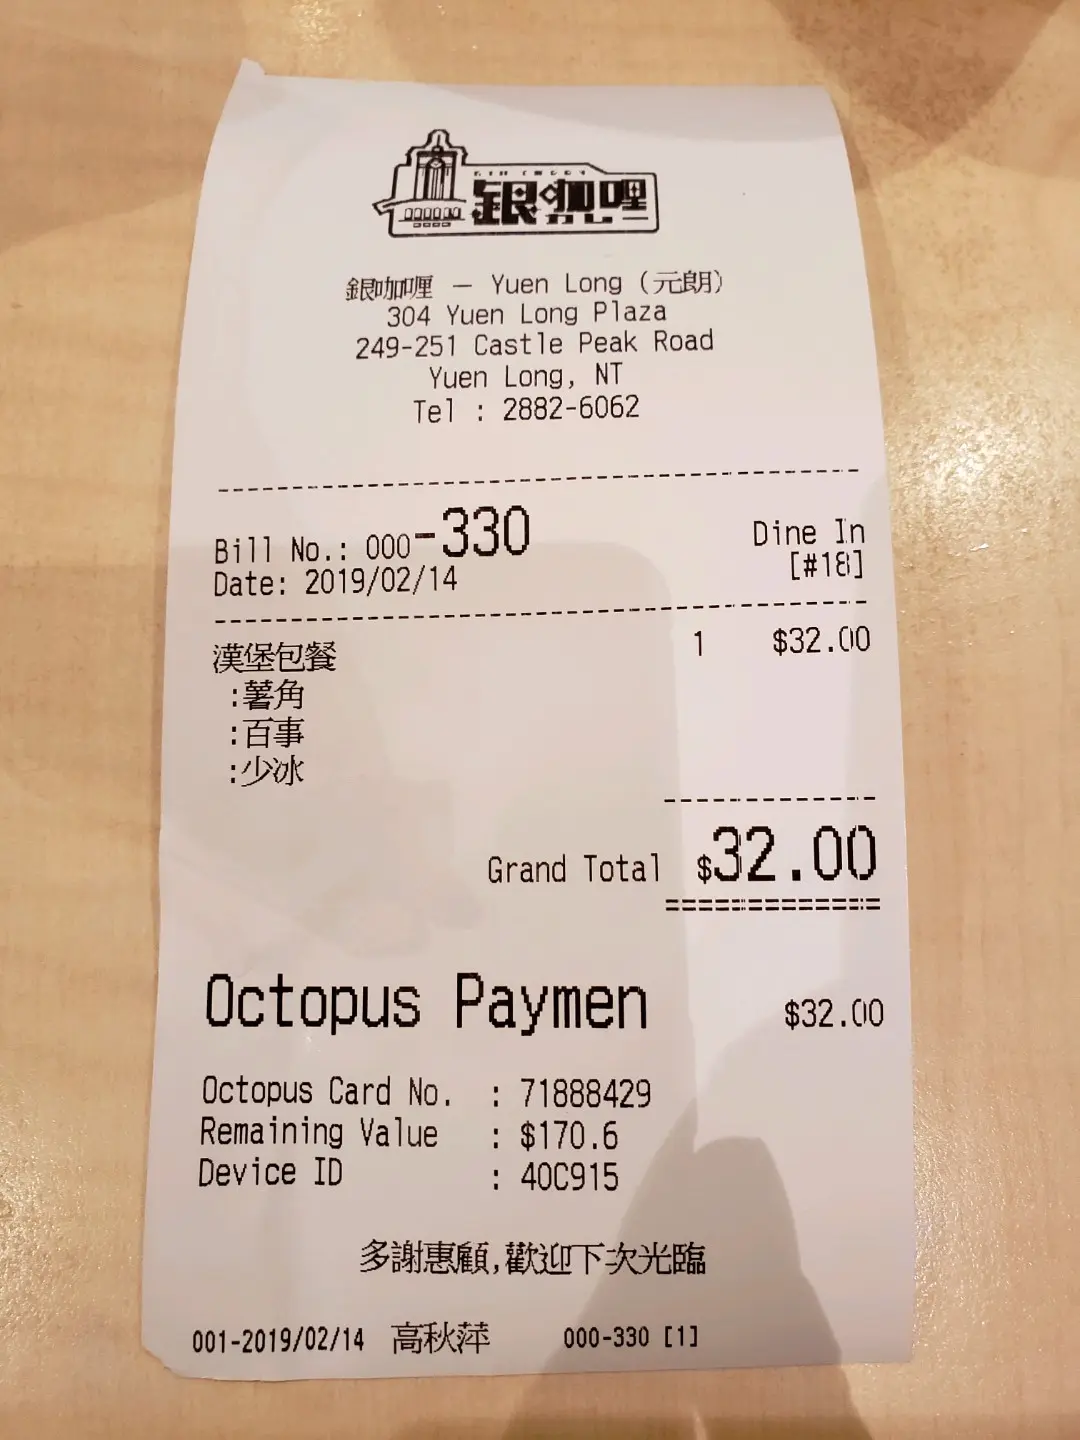 銀咖喱
銀咖喱 - Yuen Long (元朗)
304 Yuen Long Plaza
249-251 Castle Peak Road
Yuen Long, NT
Tel : 2882-6062
Bill No.: 000-330 Dine In
Date: 2019/02/14 [#18]
漢堡包餐 1 $32.00
:薯角
:百事
:少冰
Grand Total $32.00
Octopus Paymen $32.00
Octopus Card No. : 71888429
Remaining Value : $170.6
Device ID : 40C915
多謝惠顧,歡迎下次光臨
001-2019/02/14 高秋萍 000-330 [1]